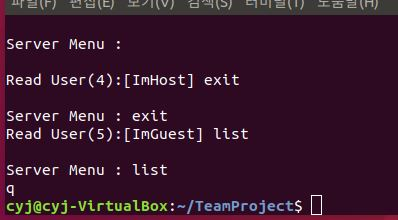 파일(F) 편집(E) 보기(V) 검색(S) 터미널(T) 도움말(H)
Server Menu :
Read User(4):[ImHost] exit
Server Menu : exit
Read User(5):[ImGuest] list
Server Menu : list
q
cyj@cyj-VirtualBox:~/TeamProject$